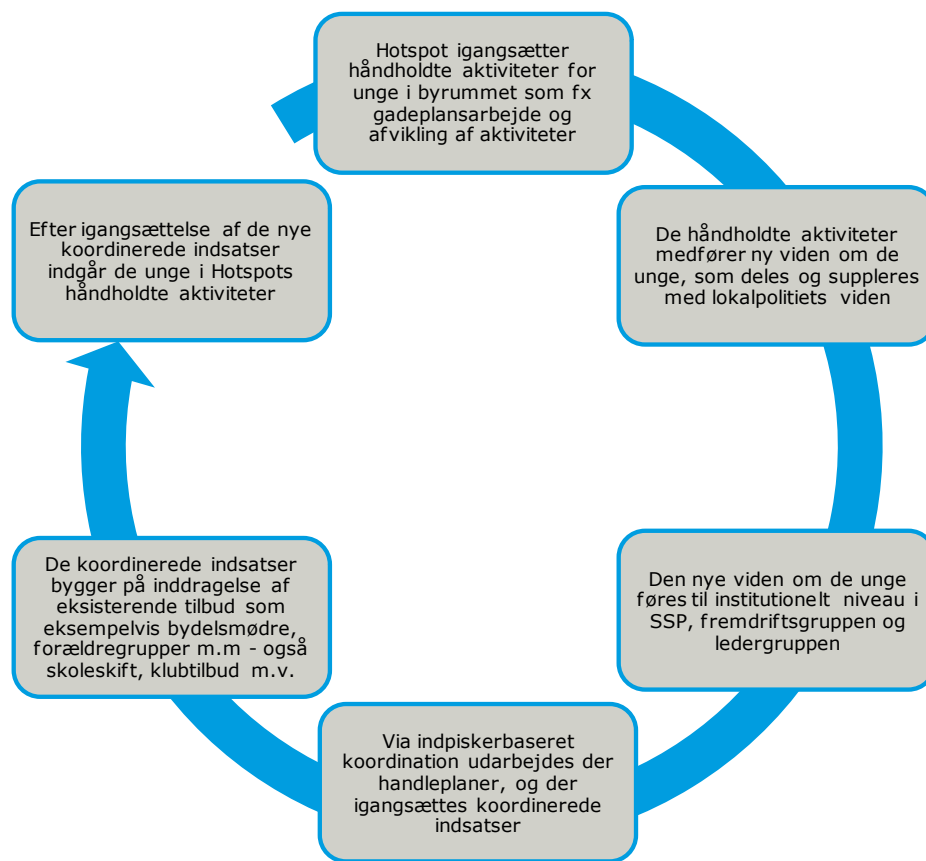 Hotspot igangsætter
håndholdte aktiviteter for
unge i byrummet som fx
gadeplansarbejde og
afvikling af aktiviteter
De håndholdte aktiviteter
medfører ny viden om de
unge, som deles og suppleres
med lokalpolitiets viden
Den nye viden om de unge
føres til institutionelt niveau i
SSP, fremdriftsgruppen og
ledergruppen
Via indpiskerbaseret
koordination udarbejdes der
handleplaner, og der
igangsættes koordinerede
indsatser
De koordinerede indsatser
bygger på inddragelse af
eksisterende tilbud som
eksempelvis bydelsmødre,
forældregrupper m.m - også
skoleskift, klubtilbud m.v.
Efter igangsættelse af de nye
koordinerede indsatser
indgår de unge i Hotspots
håndholdte aktiviteter